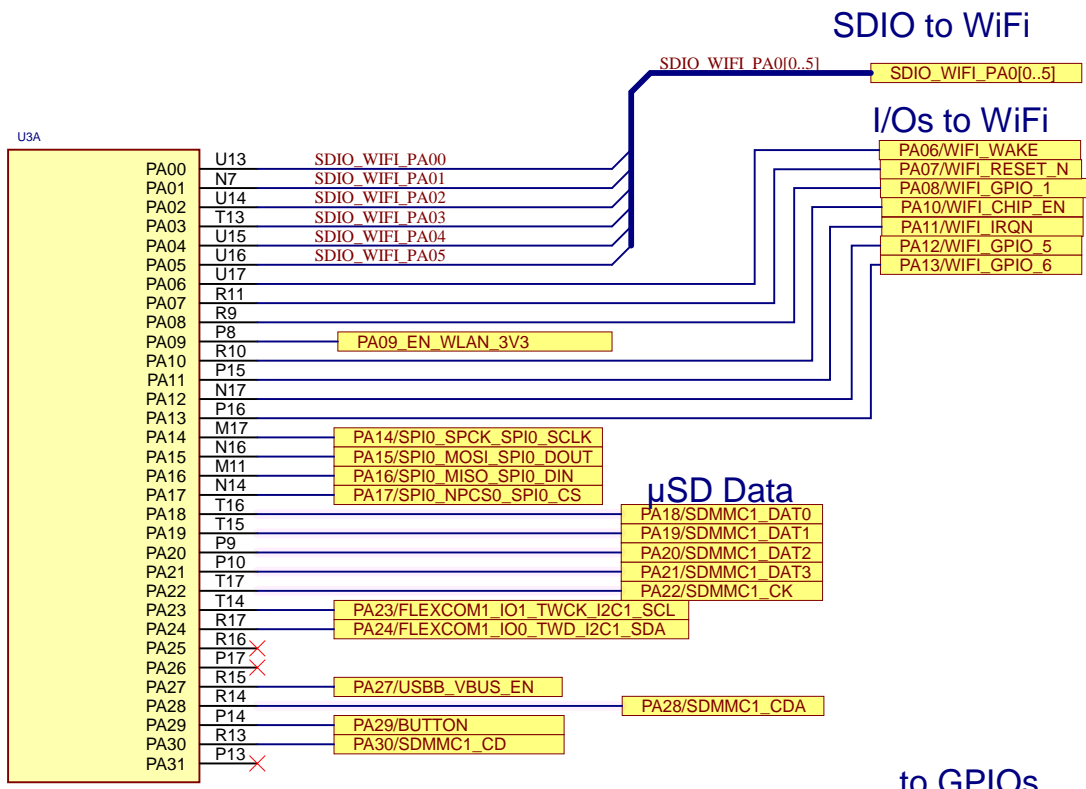 SDIO to WiFi
SDIO_WIFI_PA0[0..5] SDIO_WIFI_PA0[0..5]
I/Os to WiFi
U3A
PA06/WIFI_WAKE
PA07/WIFI_RESET_N
PA08/WIFI_GPIO_1
PA10/WIFI_CHIP_EN
PA11/WIFI_IRQN
PA12/WIFI_GPIO_5
PA13/WIFI_GPIO_6
PA00 U13 SDIO_WIFI_PA00
PA01 N7 SDIO_WIFI_PA01
PA02 U14 SDIO_WIFI_PA02
PA03 T13 SDIO_WIFI_PA03
PA04 U15 SDIO_WIFI_PA04
PA05 U16 SDIO_WIFI_PA05
PA06 U17
PA07 R11
PA08 R9
PA09 P8 PA09_EN_WLAN_3V3
PA10 R10
PA11 P15
PA12 N17
PA13 P16
PA14 M17 PA14/SPI0_SPCK_SPI0_SCLK
PA15 N16 PA15/SPI0_MOSI_SPI0_DOUT
PA16 M11 PA16/SPI0_MISO_SPI0_DIN
PA17 N14 PA17/SPI0_NPCS0_SPI0_CS
µSD Data
PA18 T16 PA18/SDMMC1_DAT0
PA19 T15 PA19/SDMMC1_DAT1
PA20 P9 PA20/SDMMC1_DAT2
PA21 P10 PA21/SDMMC1_DAT3
PA22 T17 PA22/SDMMC1_CK
PA23 T14 PA23/FLEXCOM1_IO1_TWCK_I2C1_SCL
PA24 R17 PA24/FLEXCOM1_IO0_TWD_I2C1_SDA
PA25 R16
PA26 P17
PA27 R15 PA27/USBB_VBUS_EN
PA28 R14 PA28/SDMMC1_CDA
PA29 P14 PA29/BUTTON
PA30 R13 PA30/SDMMC1_CD
PA31 P13
to GPIOs